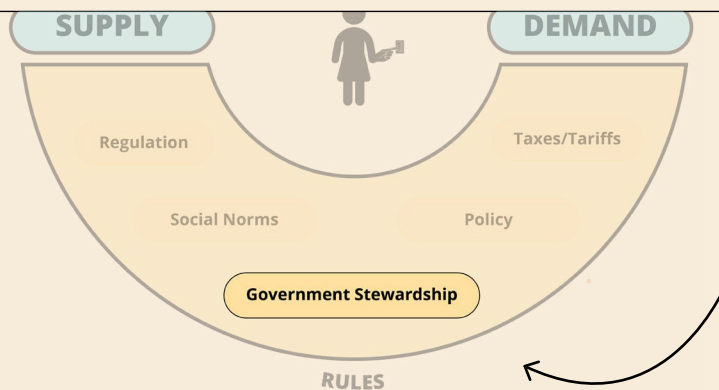 SUPPLY
DEMAND
Regulation
Taxes/Tariffs
Social Norms
Policy
Government Stewardship
RULES